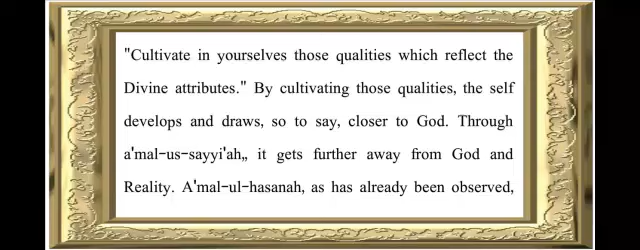 "Cultivate in yourselves those qualities which reflect the
Divine attributes." By cultivating those qualities, the self
develops and draws, so to say, closer to God. Through
a'mal-us-sayyi'ah,, it gets further away from God and
Reality. A'mal-ul-hasanah, as has already been observed,